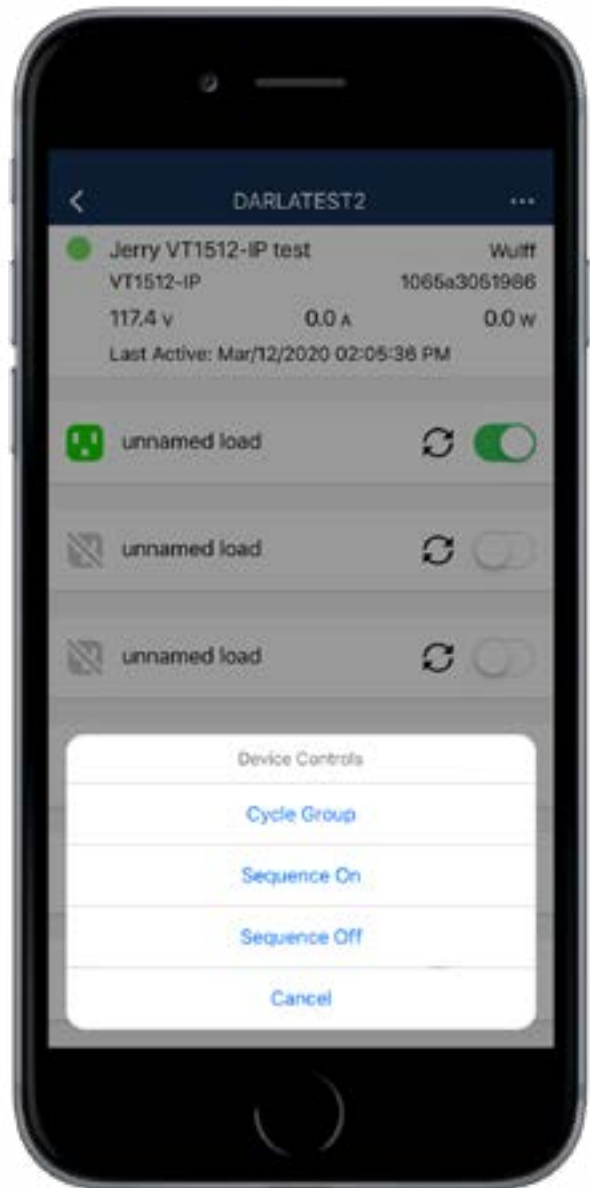 DARLATEST2 ...
Jerry VT1512-IP test Wulff
VT1512-IP 1065a3051986
117.4 V 0.0 A 0.0 W
Last Active: Mar/12/2020 02:05:36 PM
unnamed load
unnamed load
unnamed load
Device Controls
Cycle Group
Sequence On
Sequence Off
Cancel